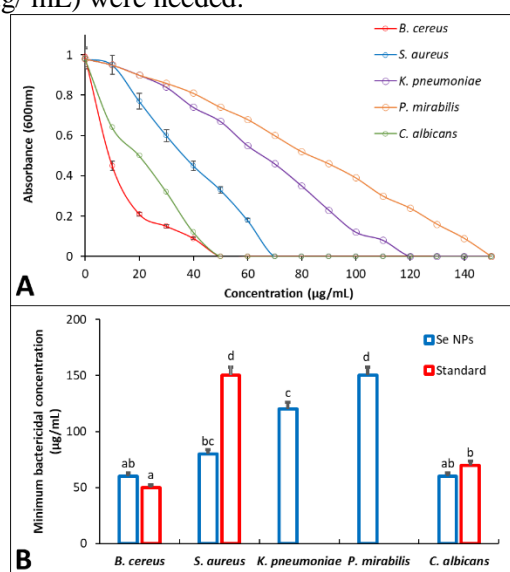 g/ mL) were needed.
B. cereus
S. aureus
K. pneumoniae
P. mirabilis
C. albicans
Absorbance (600nm)
1
0.8
0.6
0.4
0.2
0
0 20 40 60 80 100 120 140
Concentration (µg/mL)
A
Minimum bactericidal concentration
(µg/mL)
200
150
100
50
0
Se NPs
Standard
ab a bc d c d ab b
B. cereus S. aureus K. pneumoniae P. mirabilis C. albicans
B